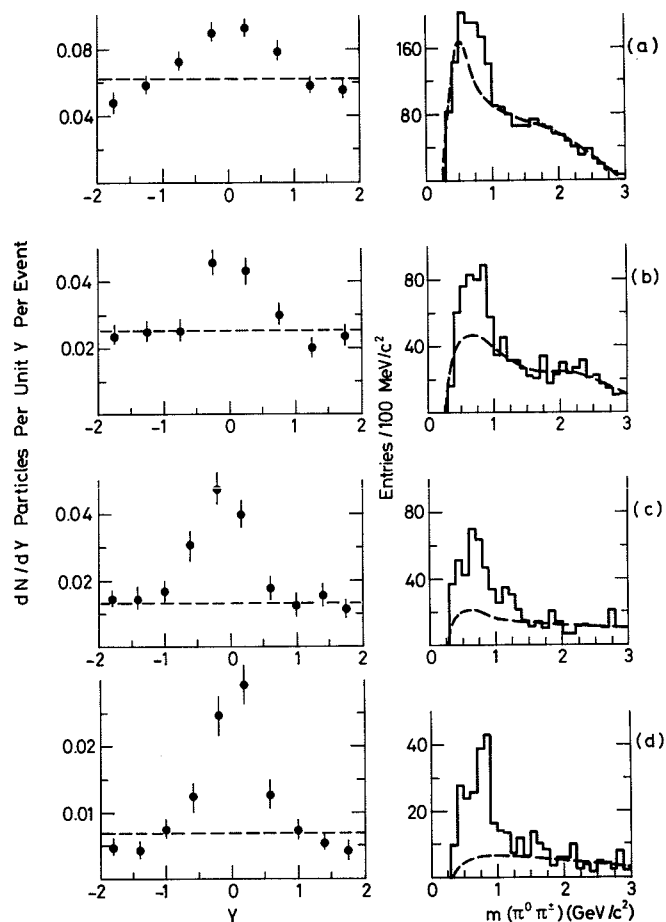 dN/dY Particles Per Unit Y Per Event
Entries/100 MeV/c²
0.08
0.04
-2 -1 0 1 2
160
80
0 1 2 3
(a)
0.04
0.02
-2 -1 0 1 2
80
40
0 1 2 3
(b)
0.04
0.02
-2 -1 0 1 2
80
40
0 1 2 3
(c)
0.02
0.01
-2 -1 0 1 2
Y
40
20
0 1 2 3
m(π⁰π±)(GeV/c²)
(d)